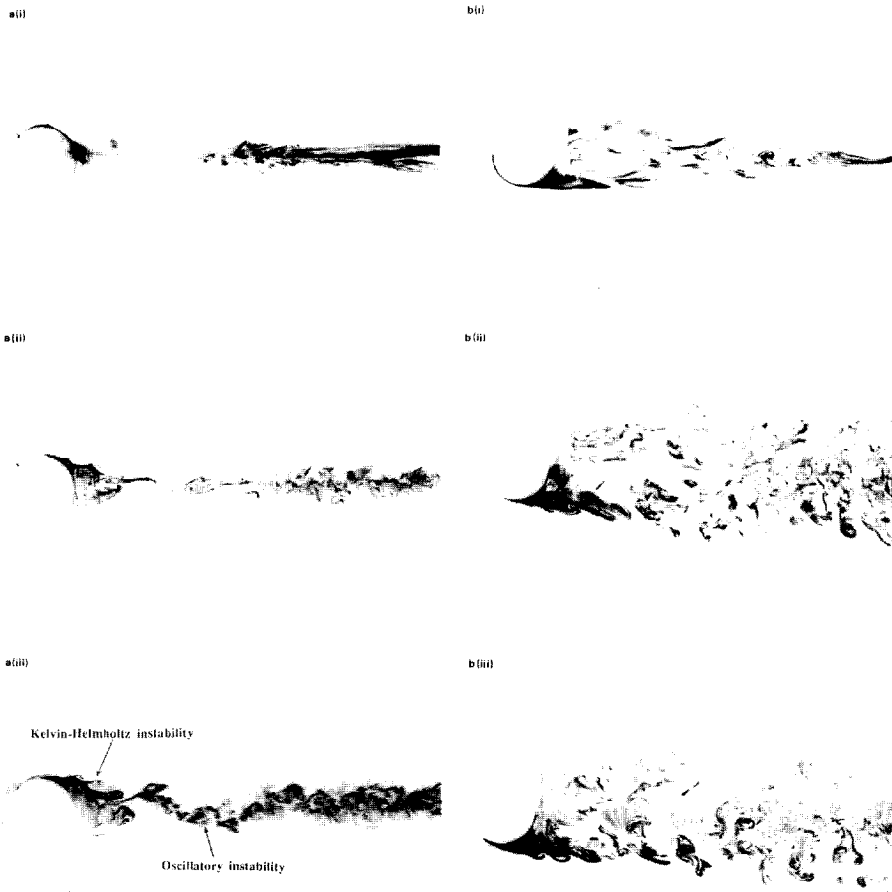 a(i)
b(i)
a(ii)
b(ii)
a(iii)
b(iii)
Kelvin-Helmholtz instability
Oscillatory instability